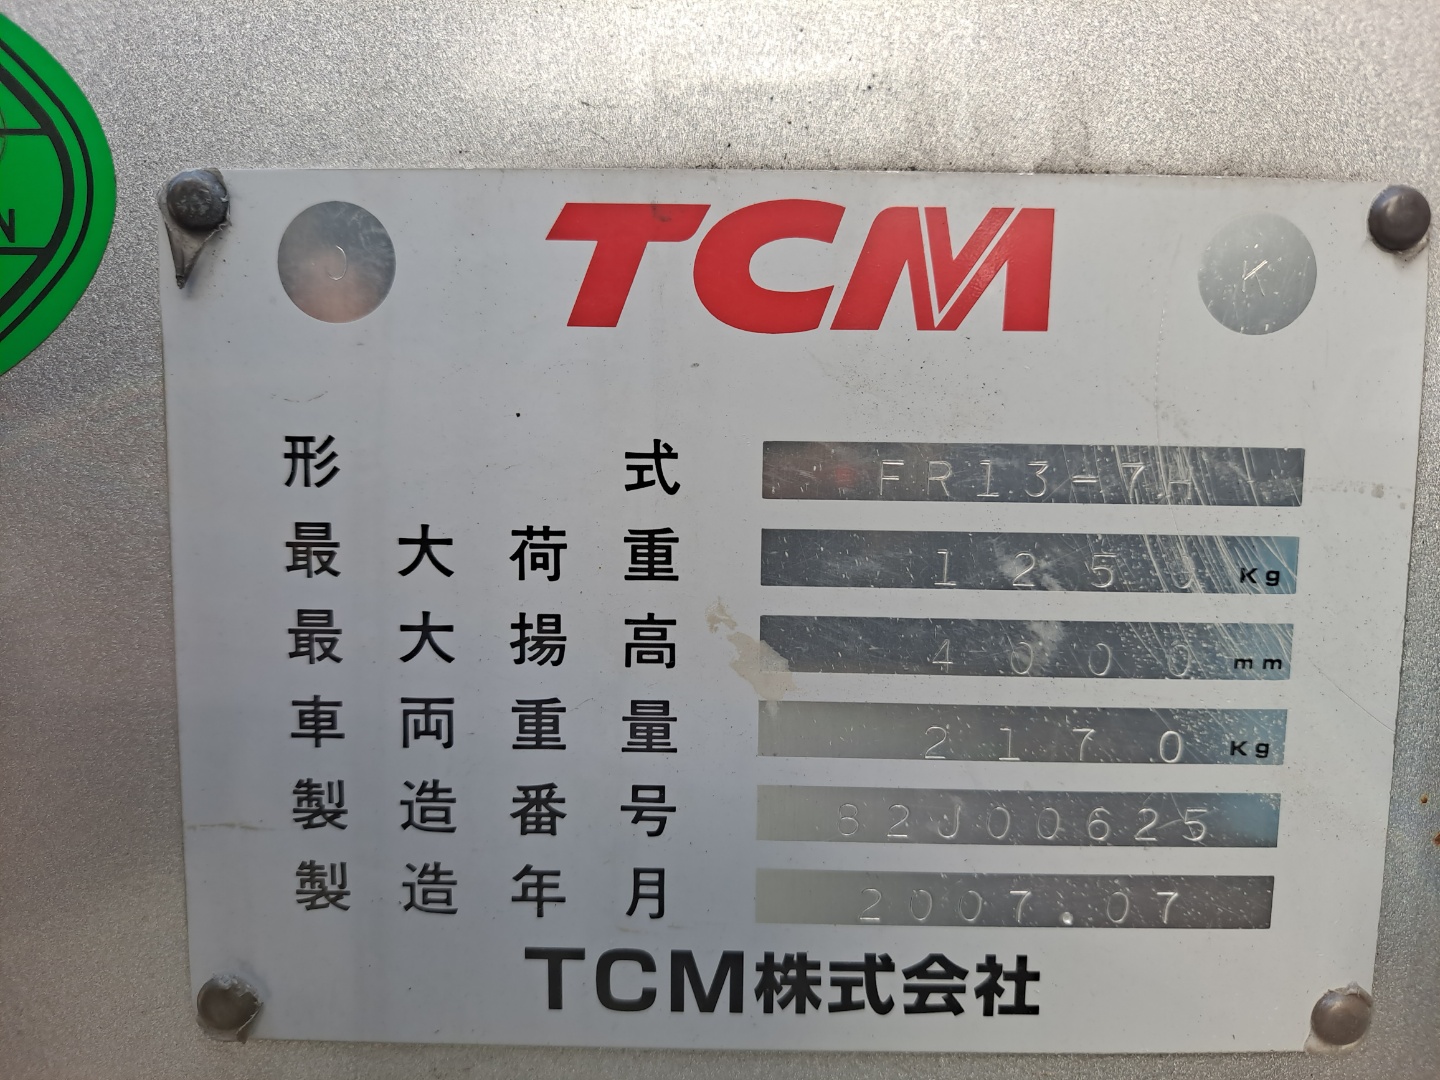 N
TCM
J K
形式 FR13-7H
最大荷重 1250 Kg
最大揚高 4000 mm
車両重量 2170 Kg
製造番号 82J00625
製造年月 2007.07
TCM株式会社